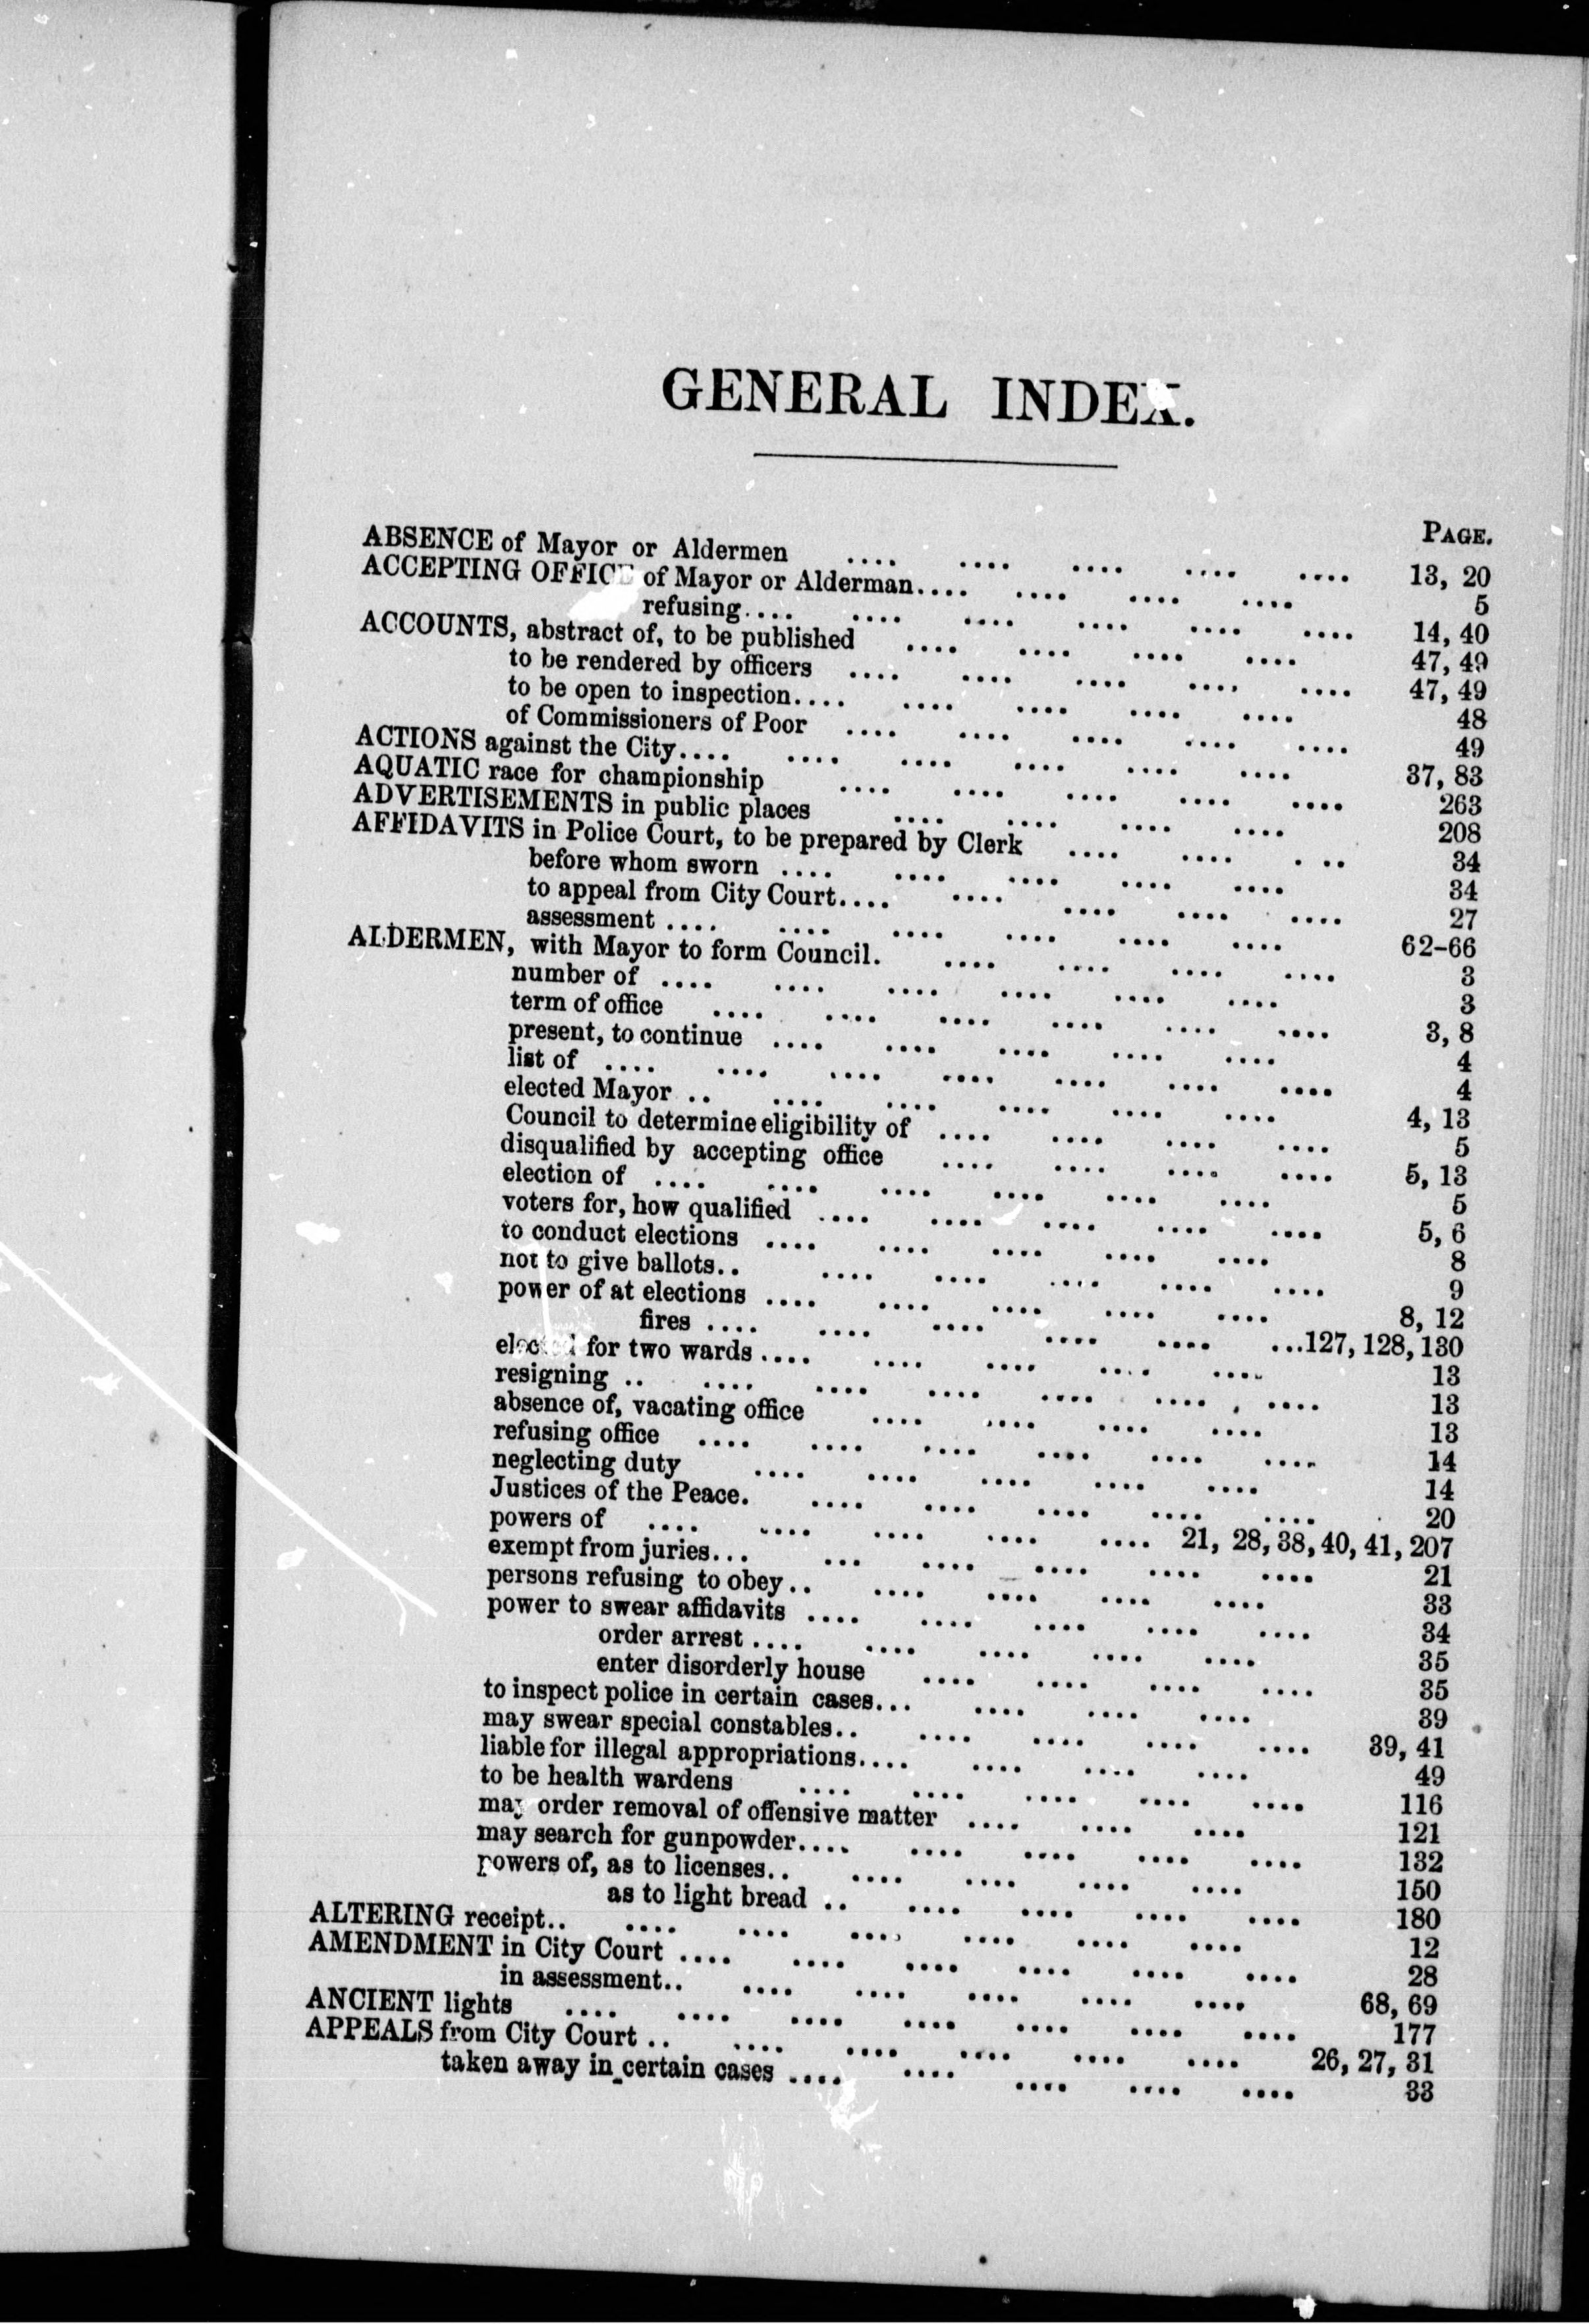 GENERAL INDEX.
PAGE.
ABSENCE of Mayor or Aldermen .... .... .... .... .... 13, 20
ACCEPTING OFFICE of Mayor or Alderman.... .... .... .... 5
refusing.... .... .... .... .... .... 14, 40
ACCOUNTS, abstract of, to be published .... .... .... .... 47, 49
to be rendered by officers .... .... .... .... .... 47, 49
to be open to inspection.... .... .... .... .... 48
of Commissioners of Poor .... .... .... .... .... 49
ACTIONS against the City.... .... .... .... .... .... 37, 83
AQUATIC race for championship .... .... .... .... .... 263
ADVERTISEMENTS in public places .... .... .... .... 208
AFFIDAVITS in Police Court, to be prepared by Clerk .... .... .... 34
before whom sworn .... .... .... .... .... 34
to appeal from City Court.... .... .... .... .... 27
assessment .... .... .... .... .... .... 62-66
ALDERMEN, with Mayor to form Council. .... .... .... .... 3
number of .... .... .... .... .... .... 3
term of office .... .... .... .... .... .... 3, 8
present, to continue .... .... .... .... .... 4
list of .... .... .... .... .... .... .... 4
elected Mayor .. .... .... .... .... .... 4, 13
Council to determine eligibility of .... .... .... .... 5
disqualified by accepting office .... .... .... .... 5, 13
election of .... .... .... .... .... .... 5
voters for, how qualified .... .... .... .... .... 5, 6
to conduct elections .... .... .... .... .... 8
not to give ballots.. .... .... .... .... .... 9
power of at elections .... .... .... .... .... 8, 12
fires .... .... .... .... .... ...127, 128, 130
elected for two wards .... .... .... .... .... 13
resigning .. .... .... .... .... .... .... 13
absence of, vacating office .... .... .... .... 13
refusing office .... .... .... .... .... .... 14
neglecting duty .... .... .... .... .... 14
Justices of the Peace. .... .... .... .... .... 20
powers of .... .... .... .... .... 21, 28, 38, 40, 41, 207
exempt from juries... ... .... .... .... .... 21
persons refusing to obey.. .... .... .... .... 33
power to swear affidavits .... .... .... .... .... 34
order arrest .... .... .... .... .... 35
enter disorderly house .... .... .... .... 35
to inspect police in certain cases... .... .... .... 39
may swear special constables.. .... .... .... .... 39, 41
liable for illegal appropriations.... .... .... .... 49
to be health wardens .... .... .... .... .... 116
may order removal of offensive matter .... .... .... 121
may search for gunpowder.... .... .... .... .... 132
powers of, as to licenses.. .... .... .... .... 150
as to light bread .. .... .... .... .... 180
ALTERING receipt.. .... .... .... .... .... .... 12
AMENDMENT in City Court .... .... .... .... .... .... 28
in assessment.. .... .... .... .... .... 68, 69
ANCIENT lights .... .... .... .... .... .... .... 177
APPEALS from City Court .. .... .... .... .... .... 26, 27, 31
taken away in certain cases .... .... .... .... .... 33